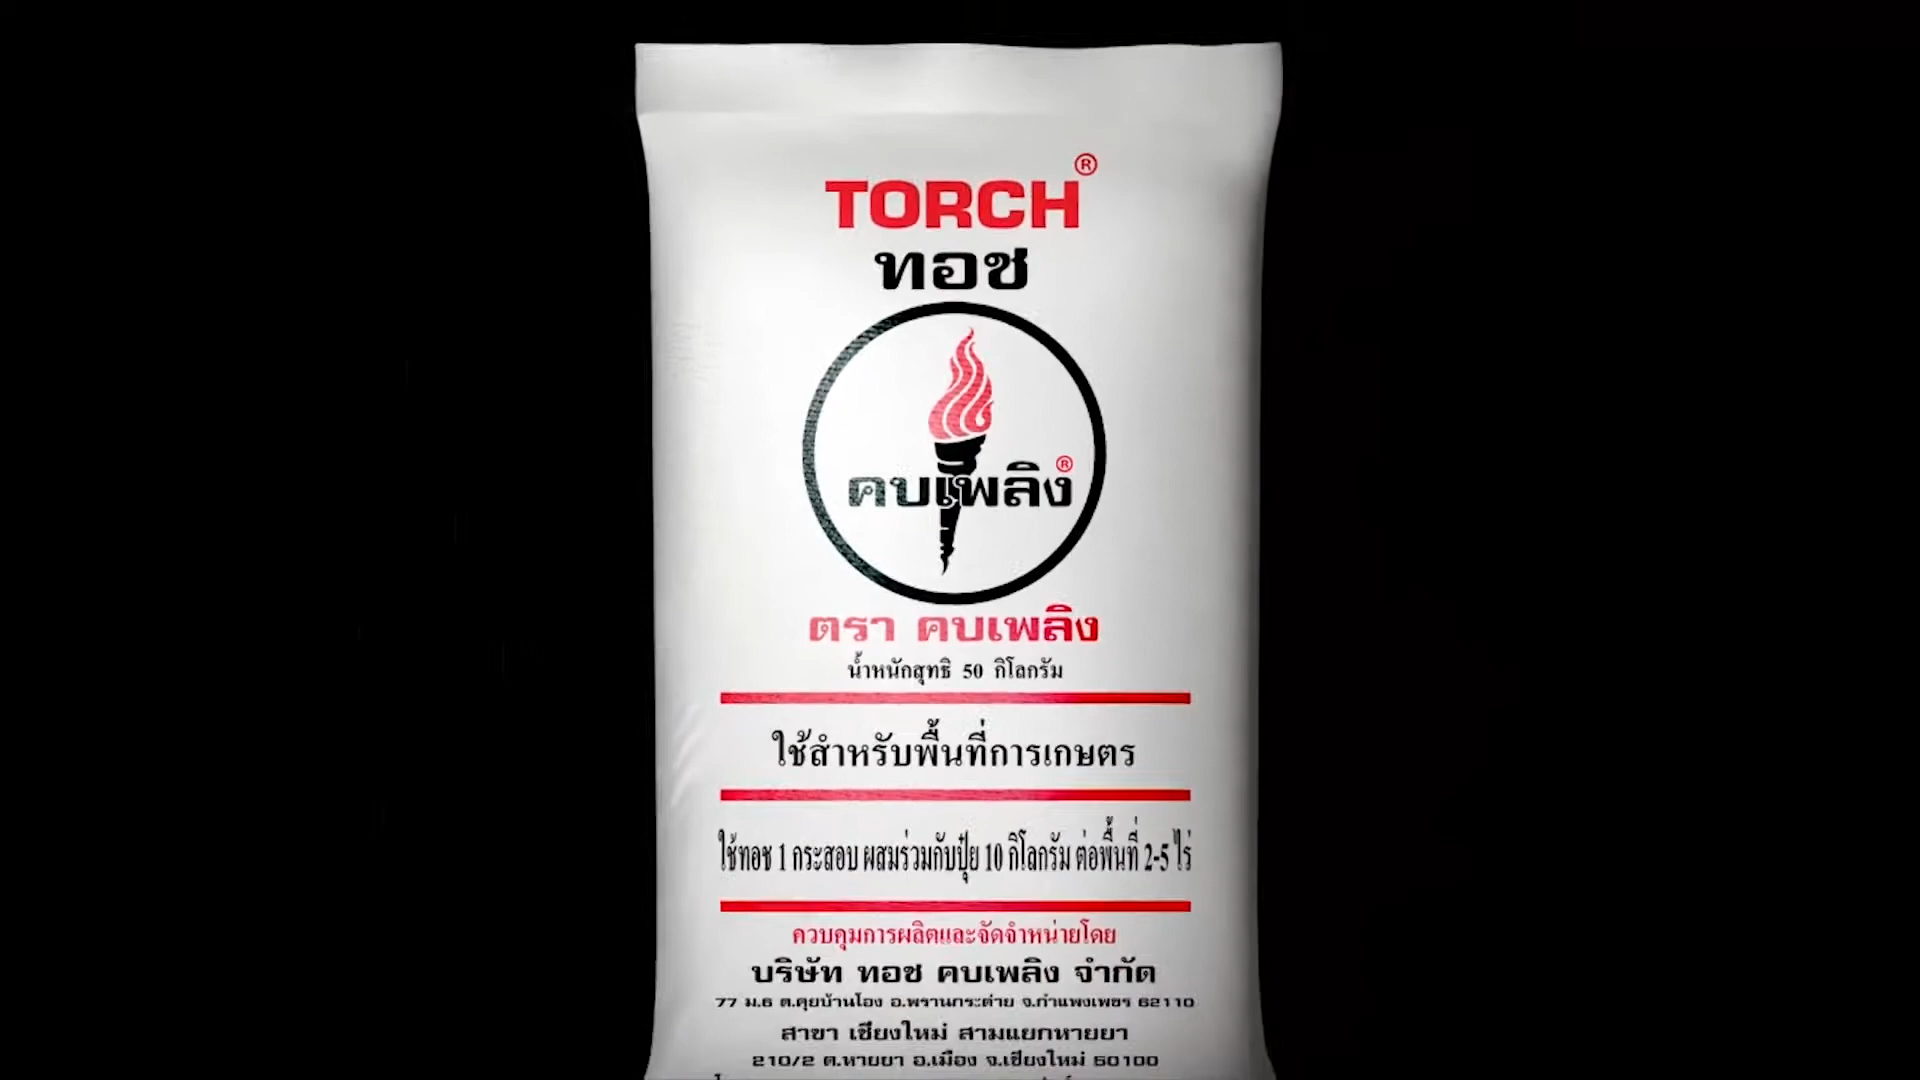 TORCH®
ทอช
คบเพลิง®
ตรา คบเพลิง
น้ำหนักสุทธิ 50 กิโลกรัม
ใช้สำหรับพื้นที่การเกษตร
ใช้ทอช 1 กระสอบ ผสมร่วมกับปุ๋ย 10 กิโลกรัม ต่อพื้นที่ 2-5 ไร่
ควบคุมการผลิตและจัดจำหน่ายโดย
บริษัท ทอช คบเพลิง จำกัด
77 ม.6 ต.คุยบ้านโอง อ.พรานกระต่าย จ.กำแพงเพชร 62110
สาขา เชียงใหม่ สามแยกหายยา
210/2 ต.หายยา อ.เมือง จ.เชียงใหม่ 50100